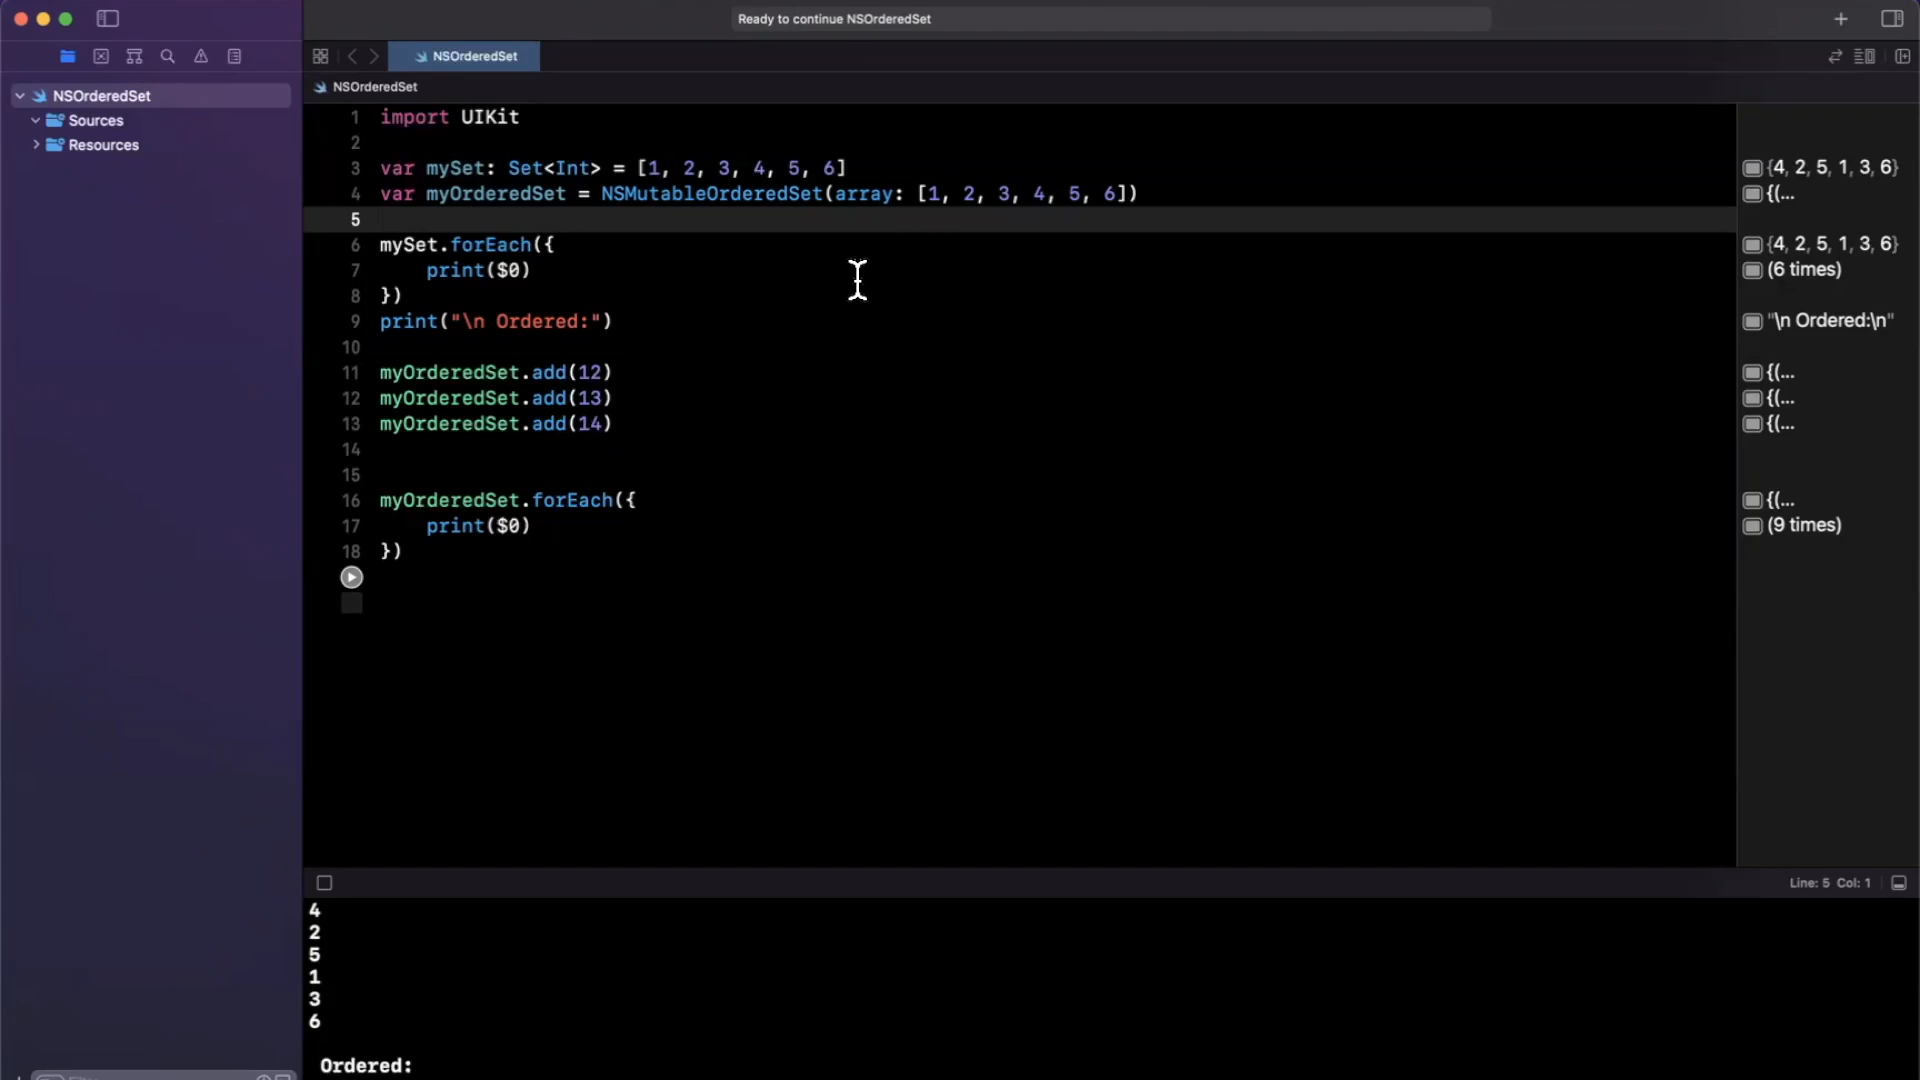 Ready to continue NSOrderedSet
NSOrderedSet
NSOrderedSet
Sources
Resources
NSOrderedSet
1 import UIKit
2
3 var mySet: Set<Int> = [1, 2, 3, 4, 5, 6]
4 var myOrderedSet = NSMutableOrderedSet(array: [1, 2, 3, 4, 5, 6])
5
6 mySet.forEach({
7     print($0)
8 })
9 print("\n Ordered:")
10
11 myOrderedSet.add(12)
12 myOrderedSet.add(13)
13 myOrderedSet.add(14)
14
15
16 myOrderedSet.forEach({
17     print($0)
18 })
{4, 2, 5, 1, 3, 6}
{(...
{4, 2, 5, 1, 3, 6}
(6 times)
"\n Ordered:\n"
{(...
{(...
{(...
{(...
(9 times)
Line: 5 Col: 1
4
2
5
1
3
6
Ordered: